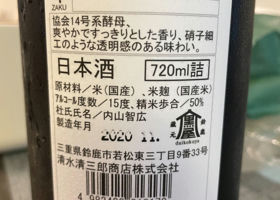 ZAKU
協会14号系酵母、
爽やかですっきりとした香り、硝子細
工のような透明感のある味わい。
日本酒 720ml詰
原材料/米(国産)、米麹(国産米)
アルコール度数/15度、精米歩合/50%
杜氏氏名/内山智広
製造年月 2020.11.
鈴鹿
大
元
daikokuya
三重県鈴鹿市若松東三丁目9番33号
清水清三郎商店株式会社